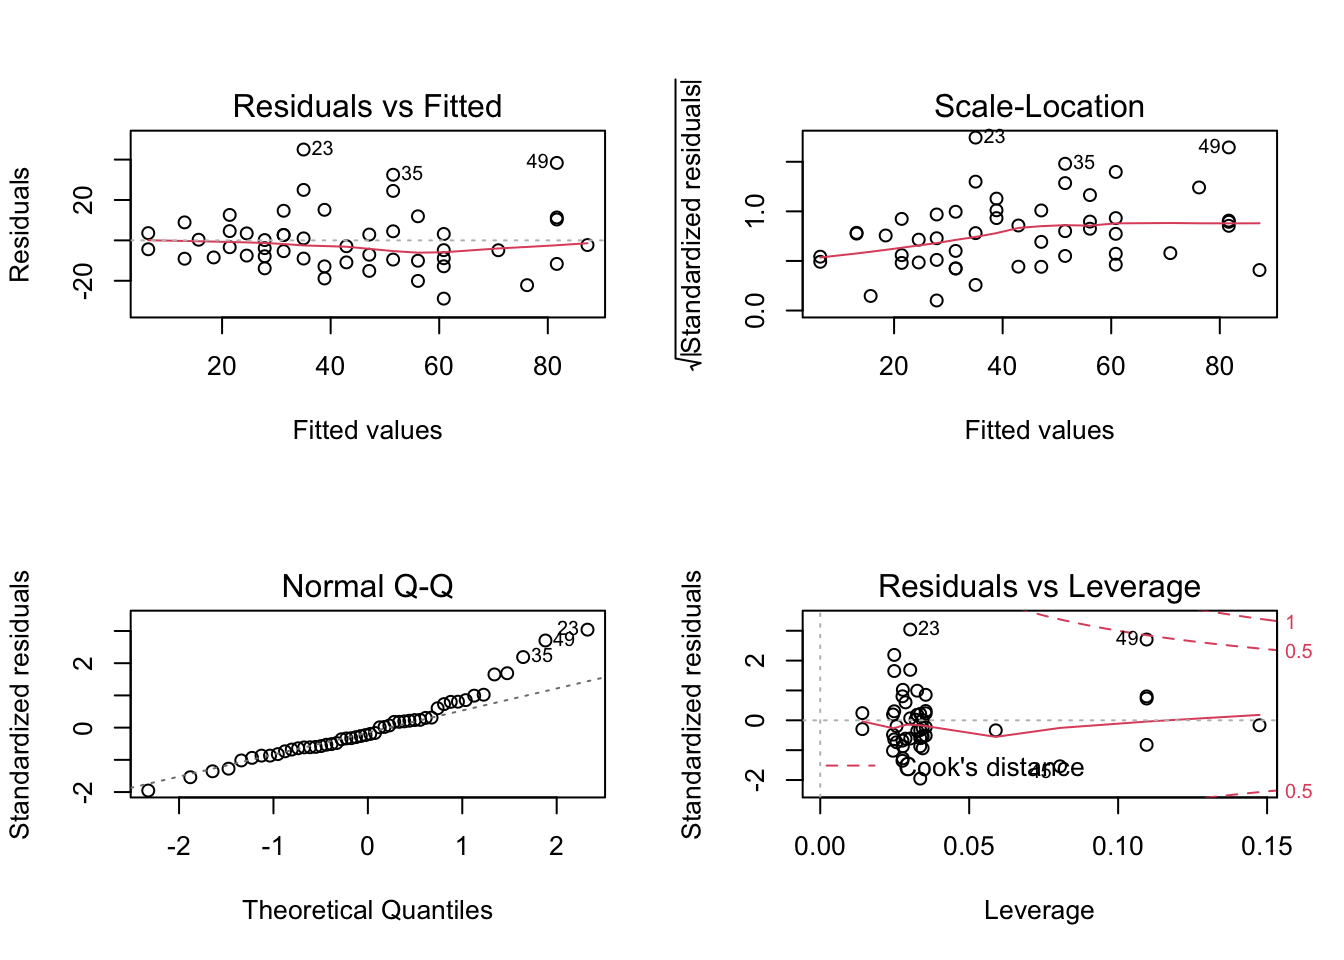 Residuals vs Fitted
Residuals
20
-20
23
35
49
20 40 60 80
Fitted values
Scale-Location
√|Standardized residuals|
1.0
0.0
23
35
49
20 40 60 80
Fitted values
Normal Q-Q
Standardized residuals
2
0
-2
23
49
35
-2 -1 0 1 2
Theoretical Quantiles
Residuals vs Leverage
Standardized residuals
2
0
-2
23
49
1
0.5
0.5
Cook's distance
45
0.00 0.05 0.10 0.15
Leverage